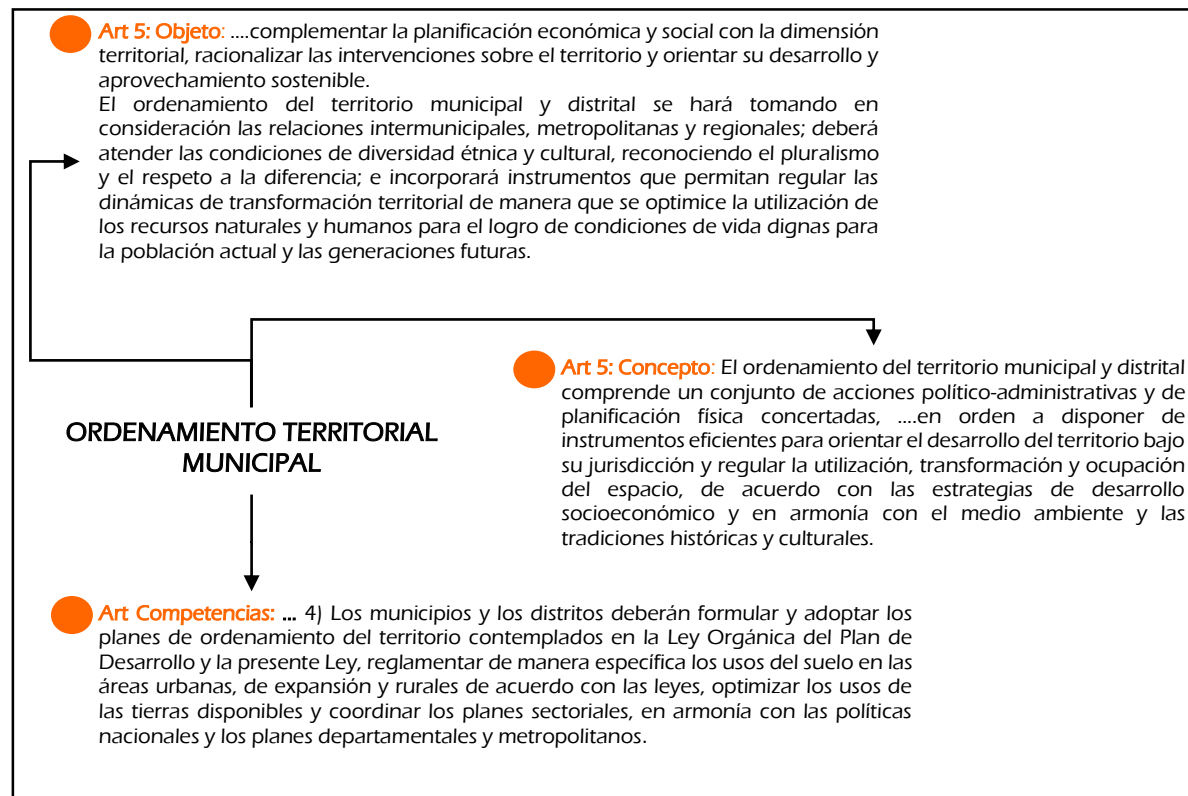 Art 5: Objeto: ....complementar la planificación económica y social con la dimensión
territorial, racionalizar las intervenciones sobre el territorio y orientar su desarrollo y
aprovechamiento sostenible.
El ordenamiento del territorio municipal y distrital se hará tomando en
consideración las relaciones intermunicipales, metropolitanas y regionales; deberá
atender las condiciones de diversidad étnica y cultural, reconociendo el pluralismo
y el respeto a la diferencia; e incorporará instrumentos que permitan regular las
dinámicas de transformación territorial de manera que se optimice la utilización de
los recursos naturales y humanos para el logro de condiciones de vida dignas para
la población actual y las generaciones futuras.
Art 5: Concepto: El ordenamiento del territorio municipal y distrital
comprende un conjunto de acciones político-administrativas y de
planificación física concertadas, ....en orden a disponer de
instrumentos eficientes para orientar el desarrollo del territorio bajo
su jurisdicción y regular la utilización, transformación y ocupación
del espacio, de acuerdo con las estrategias de desarrollo
socioeconómico y en armonía con el medio ambiente y las
tradiciones históricas y culturales.
ORDENAMIENTO TERRITORIAL
MUNICIPAL
Art Competencias: ... 4) Los municipios y los distritos deberán formular y adoptar los
planes de ordenamiento del territorio contemplados en la Ley Orgánica del Plan de
Desarrollo y la presente Ley, reglamentar de manera específica los usos del suelo en las
áreas urbanas, de expansión y rurales de acuerdo con las leyes, optimizar los usos de
las tierras disponibles y coordinar los planes sectoriales, en armonía con las políticas
nacionales y los planes departamentales y metropolitanos.